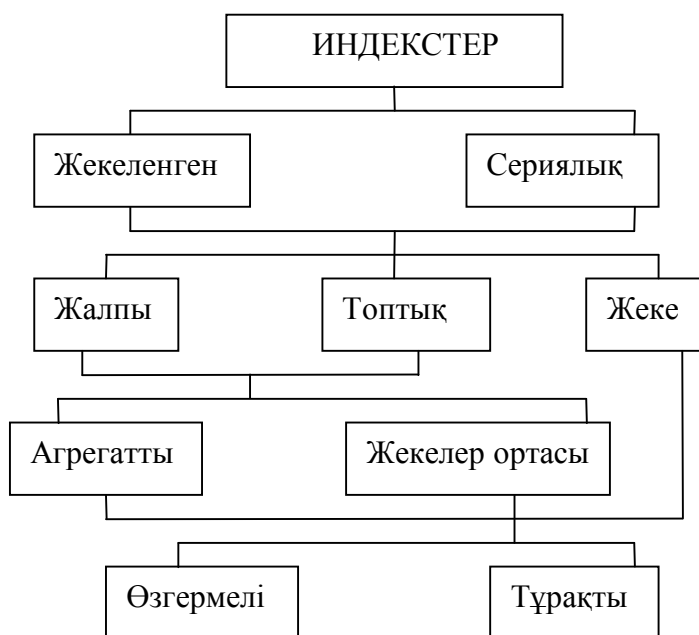 ИНДЕКСТЕР
Жекеленген
Сериялық
Жалпы
Топтық
Жеке
Агрегатты
Жекелер ортасы
Өзгермелі
Тұрақты